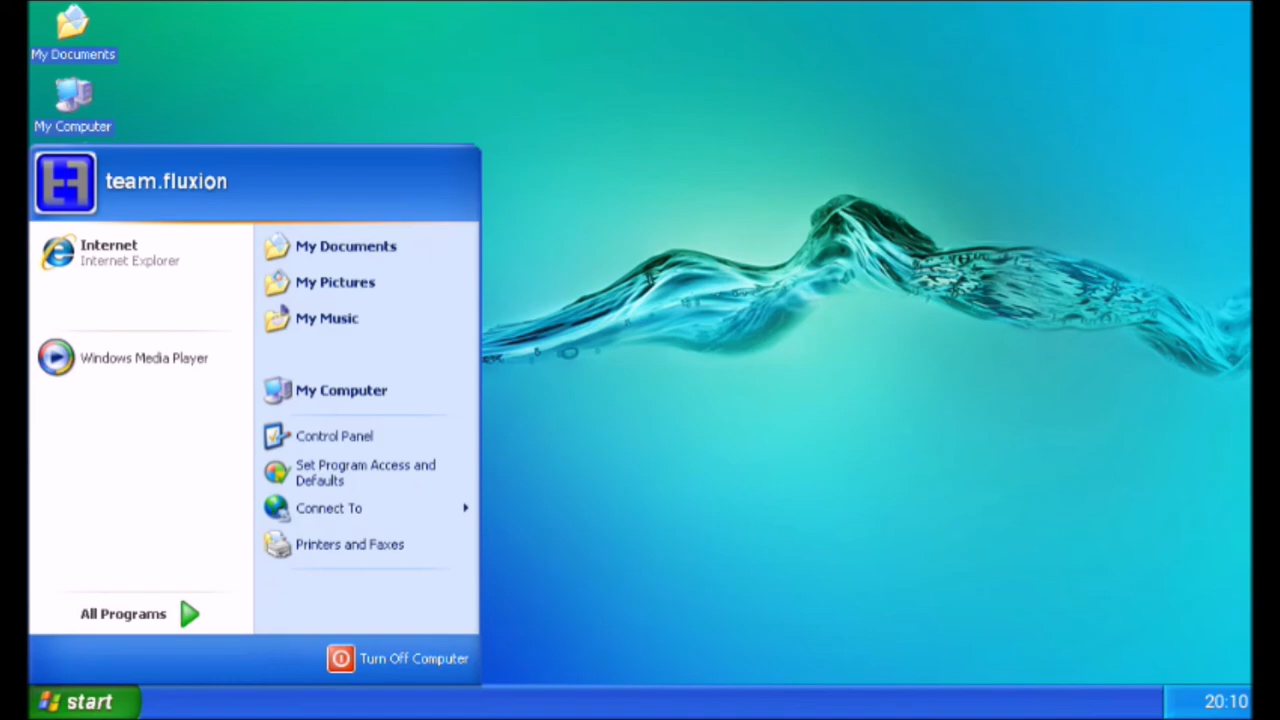 My Documents
My Computer
team.fluxion
Internet
Internet Explorer
Windows Media Player
All Programs
My Documents
My Pictures
My Music
My Computer
Control Panel
Set Program Access and
Defaults
Connect To
Printers and Faxes
Turn Off Computer
start
20:10